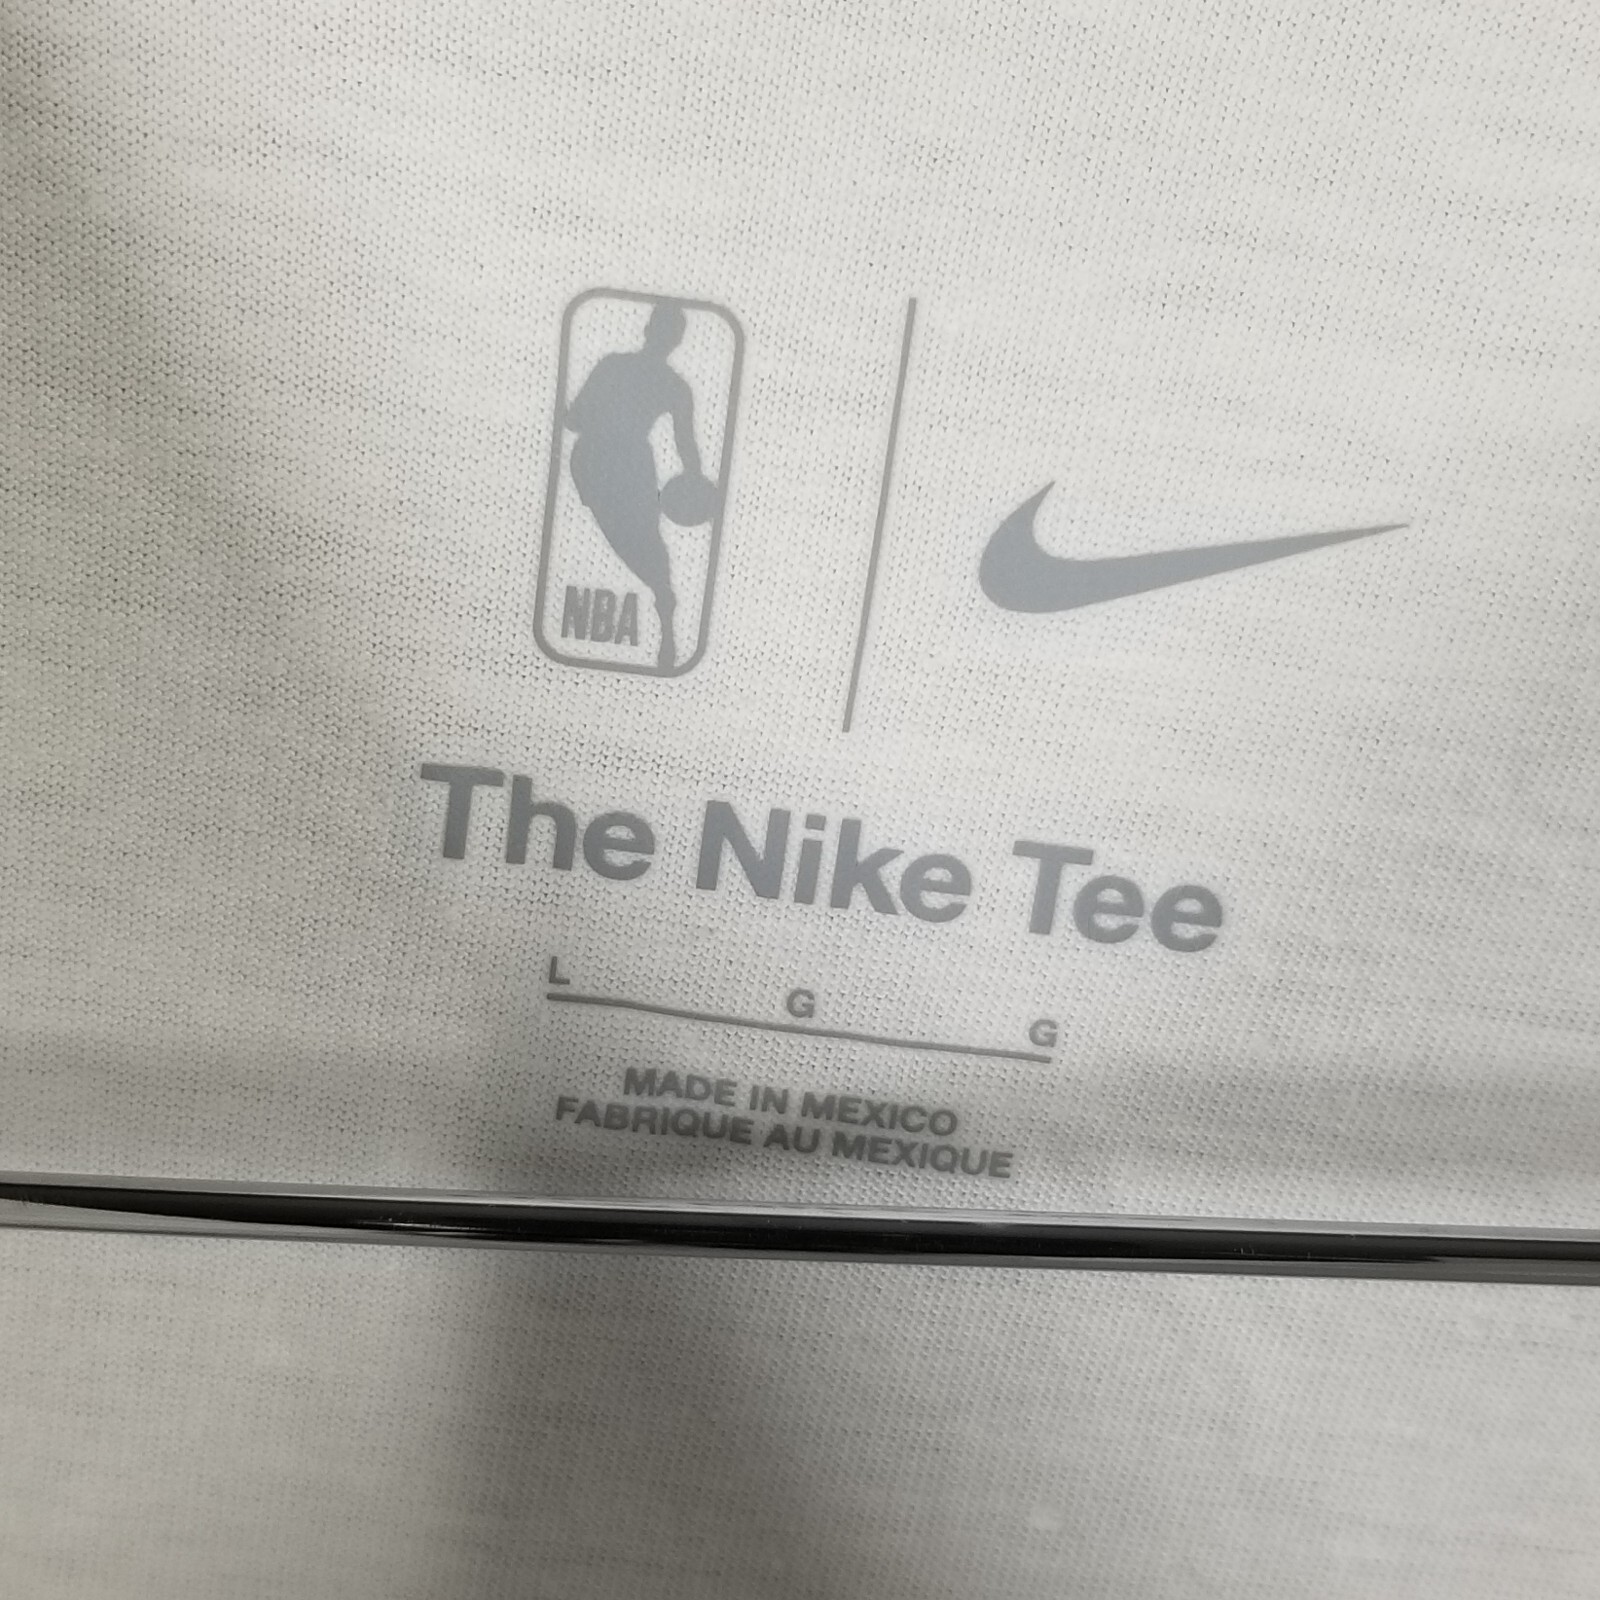 NBA
The Nike Tee
L G G
MADE IN MEXICO
FABRIQUE AU MEXIQUE